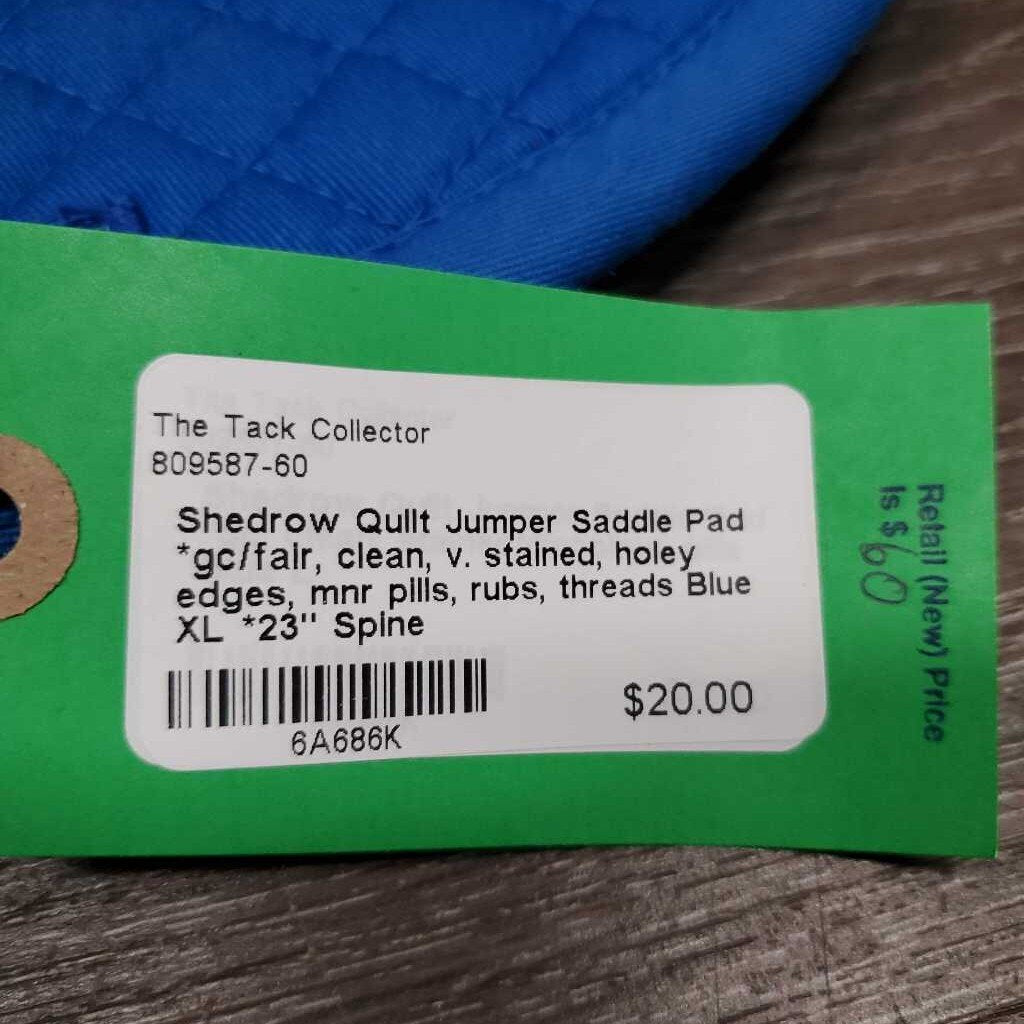 The Tack Collector
809587-60
Shedrow Quilt Jumper Saddle Pad
*gc/fair, clean, v. stained, holey
edges, mnr pills, rubs, threads Blue
XL *23" Spine
6A686K
$20.00
Retail (New) Price
Is $60